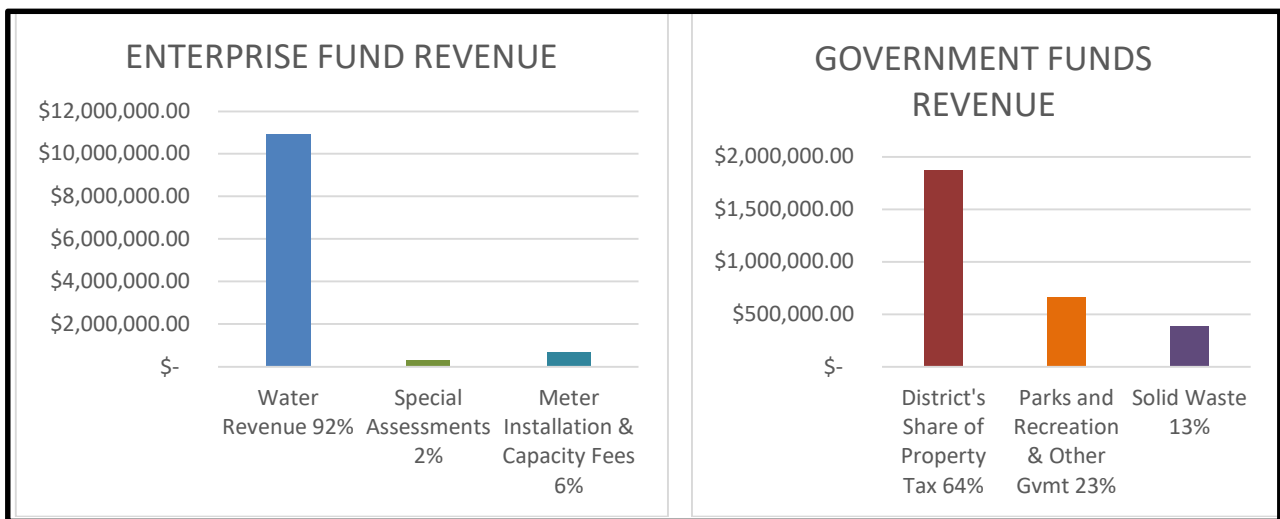 ENTERPRISE FUND REVENUE
$12,000,000.00
$10,000,000.00
$8,000,000.00
$6,000,000.00
$4,000,000.00
$2,000,000.00
$-
Water
Revenue 92%
Special
Assessments
2%
Meter
Installation &
Capacity Fees
6%
GOVERNMENT FUNDS
REVENUE
$2,000,000.00
$1,500,000.00
$1,000,000.00
$500,000.00
$-
District's
Share of
Property
Tax 64%
Parks and
Recreation
& Other
Gvmt 23%
Solid Waste
13%